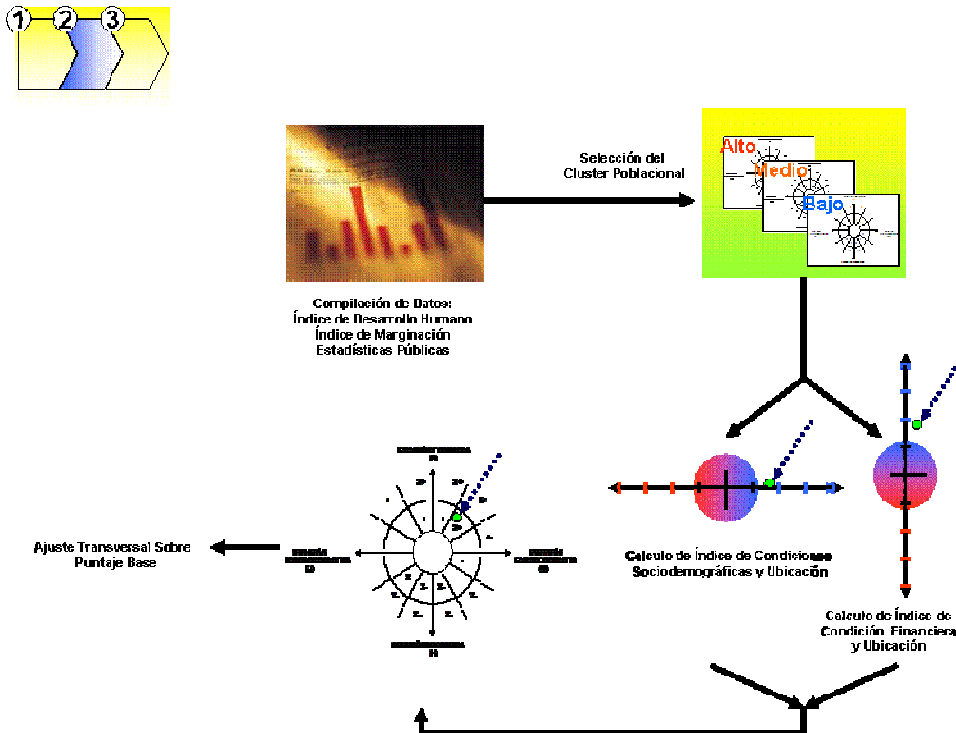 1 2 3
Selección del
Cluster Poblacional
Alto
Medio
Bajo
Compilación de Datos:
Índice de Desarrollo Humano
Índice de Marginación
Estadísticas Públicas
Ajuste Transversal Sobre
Puntaje Base
Calculo de Índice de Condiciones
Sociodemográficas y Ubicación
Calculo de Índice de
Condición Financiera
y Ubicación